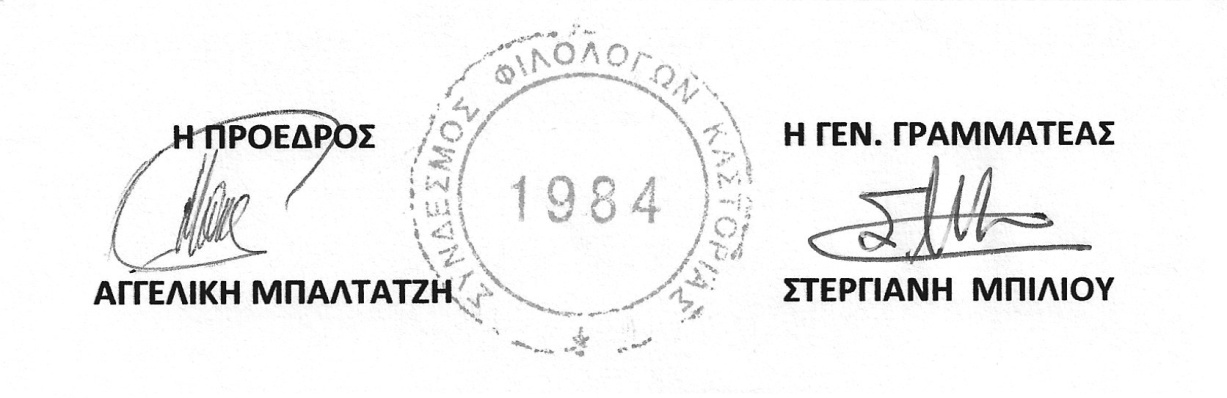 Η ΠΡΟΕΔΡΟΣ
ΑΓΓΕΛΙΚΗ ΜΠΑΛΤΑΤΖΗ
ΣΥΝΔΕΣΜΟΣ ΦΙΛΟΛΟΓΩΝ ΚΑΣΤΟΡΙΑΣ
1984
Η ΓΕΝ. ΓΡΑΜΜΑΤΕΑΣ
ΣΤΕΡΓΙΑΝΗ ΜΠΙΛΙΟΥ